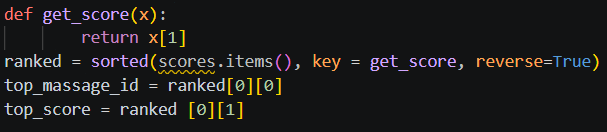 def get_score(x):
        return x[1]
ranked = sorted(scores.items(), key = get_score, reverse=True)
top_massage_id = ranked[0][0]
top_score = ranked [0][1]